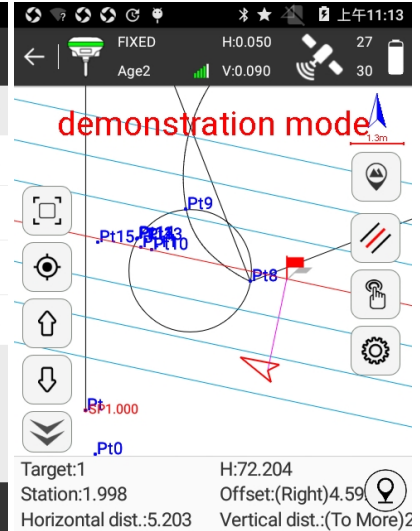 上午11:13
FIXED H:0.050 27
Age2 V:0.090 30
demonstration mode
1.3m
Pt9
Pt15
Pt10
Pt8
Pt
SP1.000
Pt0
Target:1 H:72.204
Station:1.998 Offset:(Right)4.59
Horizontal dist.:5.203 Vertical dist.:(To More)2